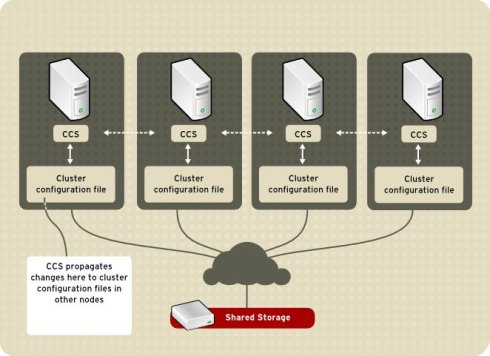 CCS
CCS
CCS
CCS
Cluster
configuration file
Cluster
configuration file
Cluster
configuration file
Cluster
configuration file
CCS propagates
changes here to cluster
configuration files in
other nodes
Shared Storage